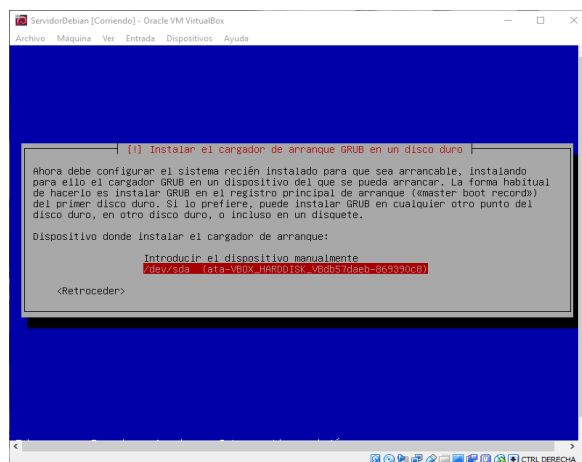 ServidorDebian [Corriendo] - Oracle VM VirtualBox
Archivo Máquina Ver Entrada Dispositivos Ayuda
[!] Instalar el cargador de arranque GRUB en un disco duro
Ahora debe configurar el sistema recién instalado para que sea arrancable, instalando
para ello el cargador GRUB en un dispositivo del que se pueda arrancar. La forma habitual
de hacerlo es instalar GRUB en el registro principal de arranque («master boot record»)
del primer disco duro. Si lo prefiere, puede instalar GRUB en cualquier otro punto del
disco duro, en otro disco duro, o incluso en un disquete.
Dispositivo donde instalar el cargador de arranque:
Introducir el dispositivo manualmente
/dev/sda (ata-VBOX_HARDDISK_VBdb57daeb-869390c8)
<Retroceder>
CTRL DERECHA